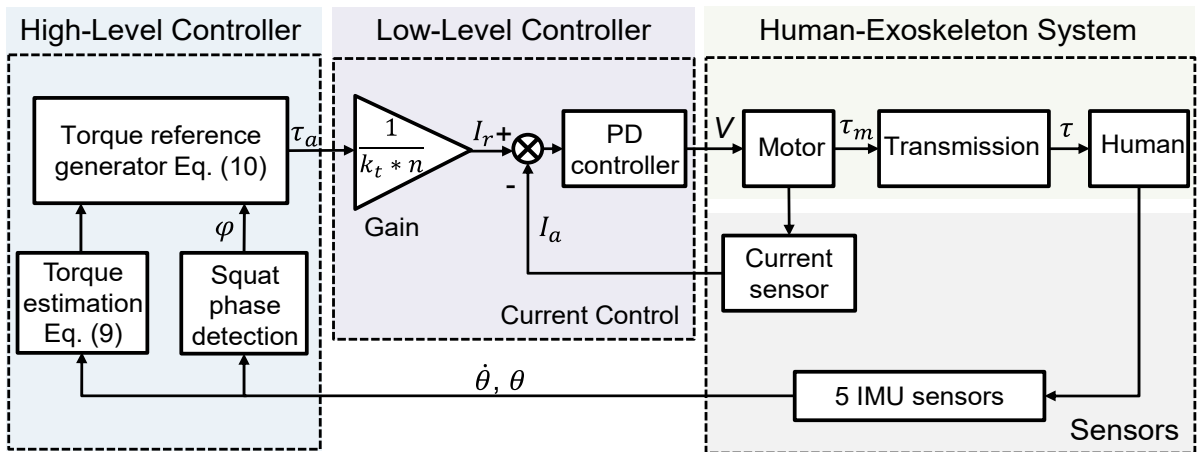 High-Level Controller
Low-Level Controller
Human-Exoskeleton System
Torque reference
generator Eq. (10)
τₐ
1
kₜ * n
Gain
Iᵣ
+
-
Iₐ
PD
controller
V
Motor
τₘ
Transmission
τ
Human
φ
Torque
estimation
Eq. (9)
Squat
phase
detection
Current Control
Current
sensor
θ̇, θ
5 IMU sensors
Sensors